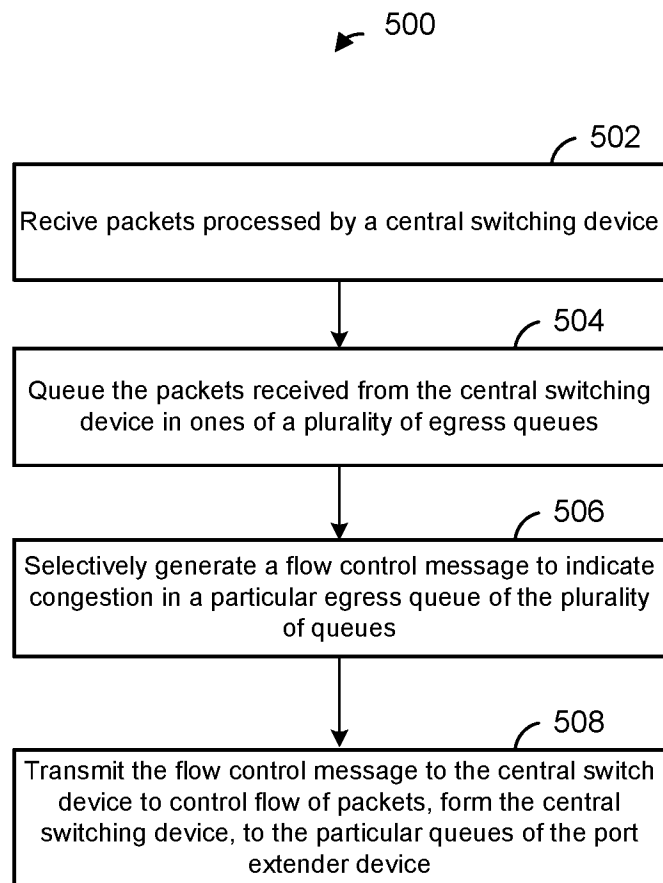 500
502
Recive packets processed by a central switching device
504
Queue the packets received from the central switching
device in ones of a plurality of egress queues
506
Selectively generate a flow control message to indicate
congestion in a particular egress queue of the plurality
of queues
508
Transmit the flow control message to the central switch
device to control flow of packets, form the central
switching device, to the particular queues of the port
extender device